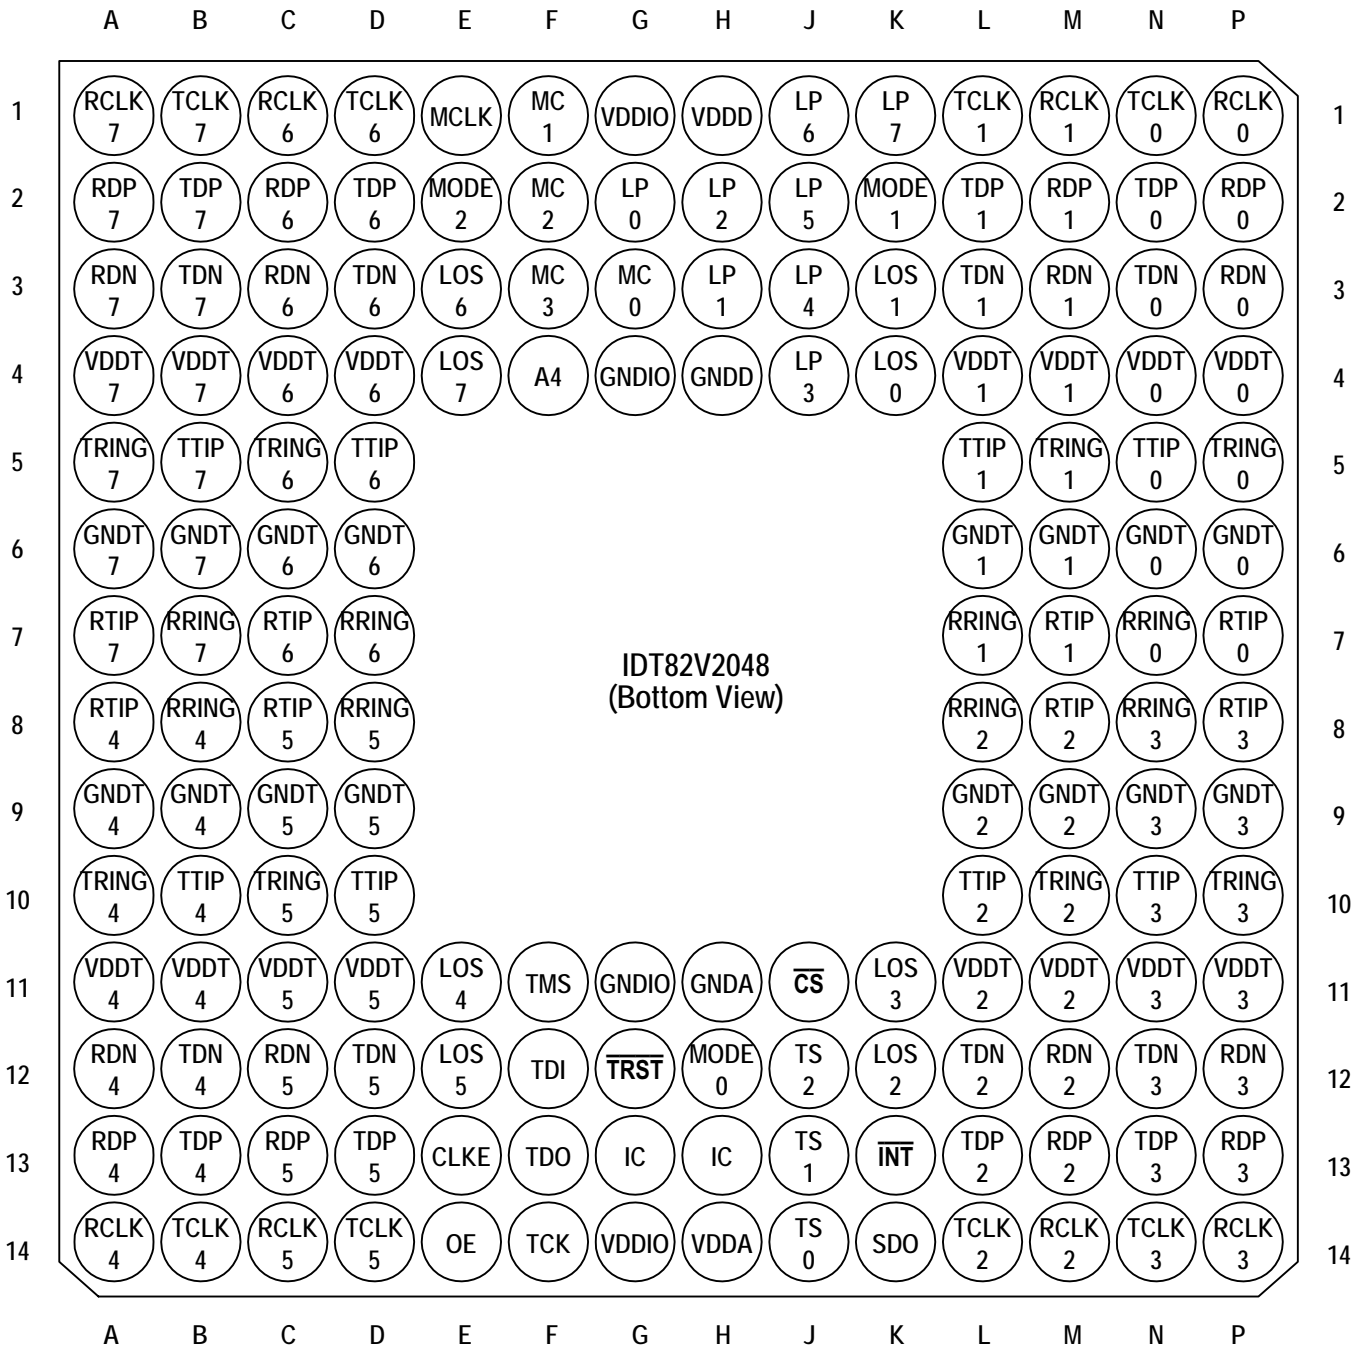 A B C D E F G H J K L M N P
1 RCLK TCLK RCLK TCLK MCLK MC VDDIO VDDD LP LP TCLK RCLK TCLK RCLK 1
7 7 6 6 1 6 7 1 1 0 0
2 RDP TDP RDP TDP MODE MC LP LP LP MODE TDP RDP TDP RDP 2
7 7 6 6 2 2 0 2 5 1 1 1 0 0
3 RDN TDN RDN TDN LOS MC MC LP LP LOS TDN RDN TDN RDN 3
7 7 6 6 6 3 0 1 4 1 1 1 0 0
4 VDDT VDDT VDDT VDDT LOS A4 GNDIO GNDD LP LOS VDDT VDDT VDDT VDDT 4
7 7 6 6 7 3 0 1 1 0 0
5 TRING TTIP TRING TTIP TTIP TRING TTIP TRING 5
7 7 6 6 1 1 0 0
6 GNDT GNDT GNDT GNDT GNDT GNDT GNDT GNDT 6
7 7 6 6 1 1 0 0
7 RTIP RRING RTIP RRING RRING RTIP RRING RTIP 7
7 7 6 6 1 1 0 0
IDT82V2048
(Bottom View)
8 RTIP RRING RTIP RRING RRING RTIP RRING RTIP 8
4 4 5 5 2 2 3 3
9 GNDT GNDT GNDT GNDT GNDT GNDT GNDT GNDT 9
4 4 5 5 2 2 3 3
10 TRING TTIP TRING TTIP TTIP TRING TTIP TRING 10
4 4 5 5 2 2 3 3
11 VDDT VDDT VDDT VDDT LOS TMS GNDIO GNDA CS LOS VDDT VDDT VDDT VDDT 11
4 4 5 5 4 3 2 2 3 3
12 RDN TDN RDN TDN LOS TDI TRST MODE TS LOS TDN RDN TDN RDN 12
4 4 5 5 5 0 2 2 2 2 3 3
13 RDP TDP RDP TDP CLKE TDO IC IC TS INT TDP RDP TDP RDP 13
4 4 5 5 1 2 2 3 3
14 RCLK TCLK RCLK TCLK OE TCK VDDIO VDDA TS SDO TCLK RCLK TCLK RCLK 14
4 4 5 5 0 2 2 3 3
A B C D E F G H J K L M N P